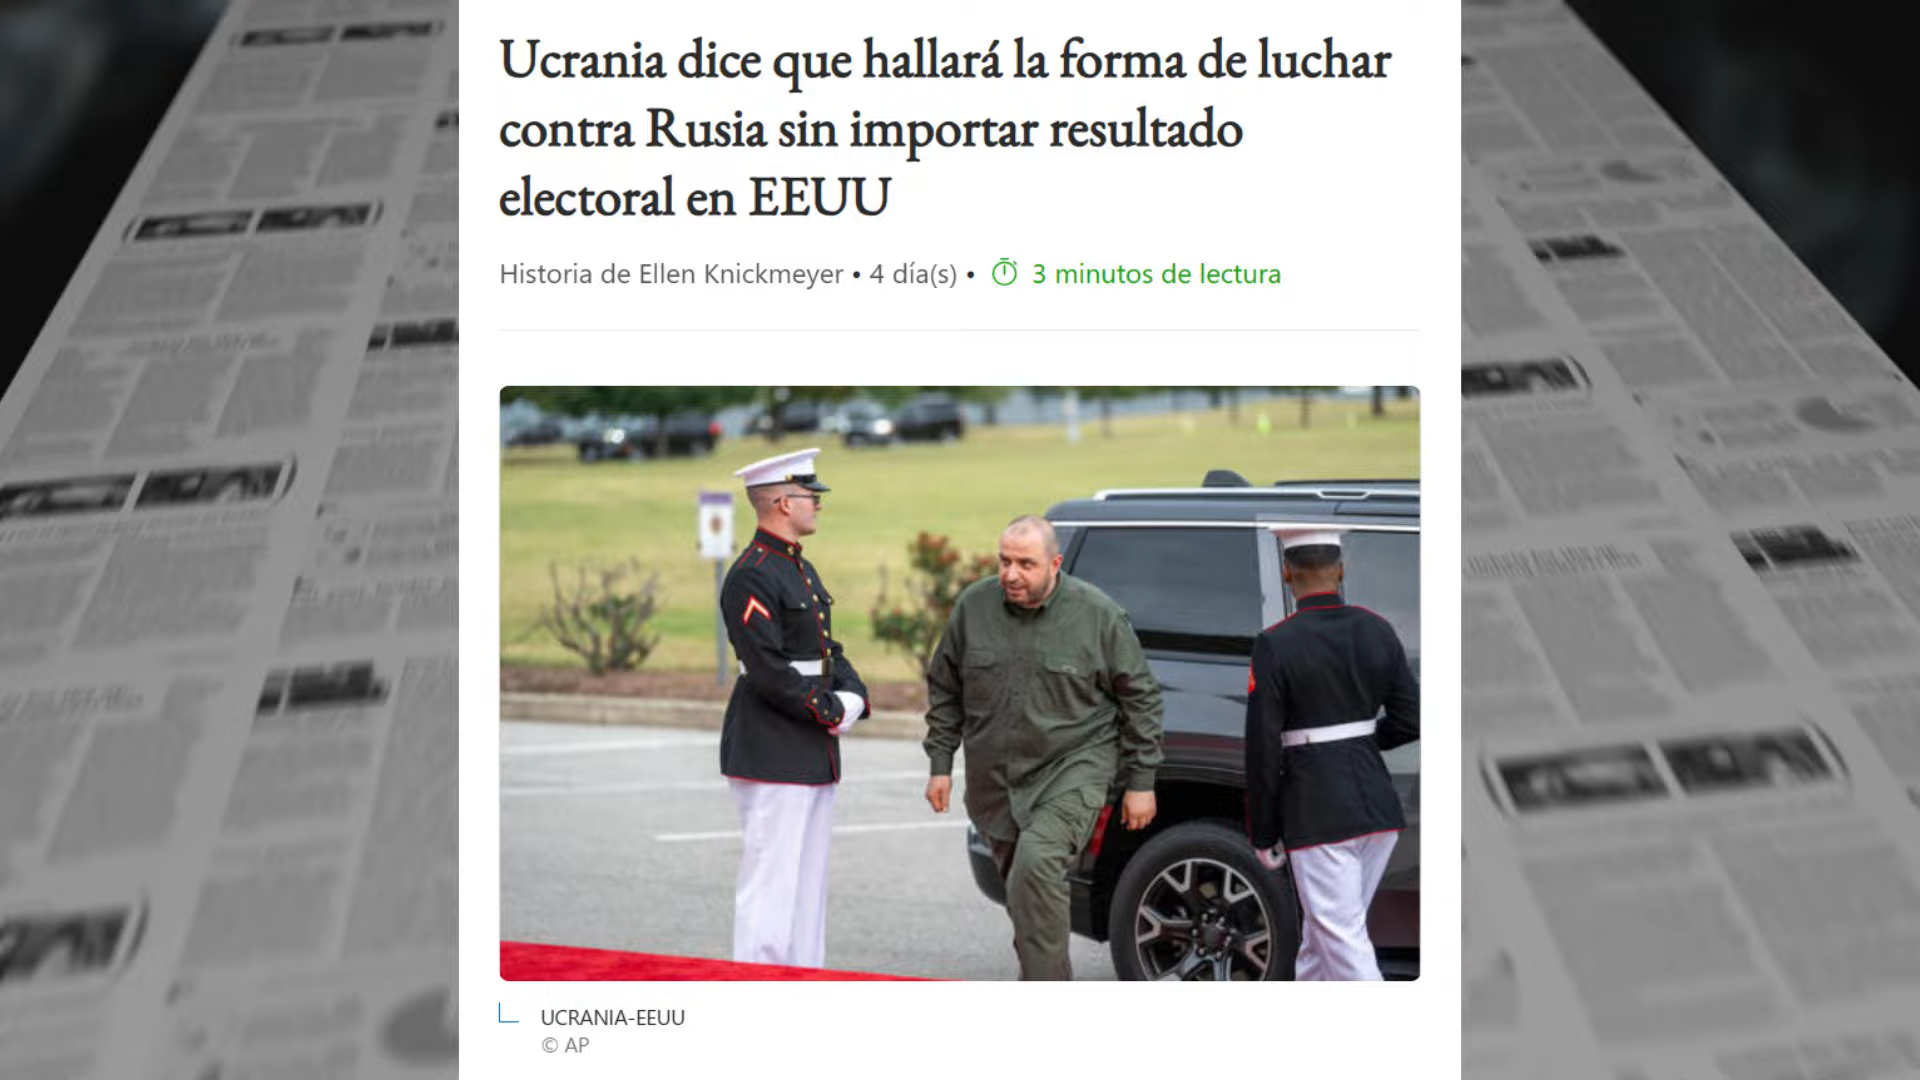 Ucrania dice que hallará la forma de luchar
contra Rusia sin importar resultado
electoral en EEUU
Historia de Ellen Knickmeyer • 4 día(s) • 3 minutos de lectura
UCRANIA-EEUU
© AP